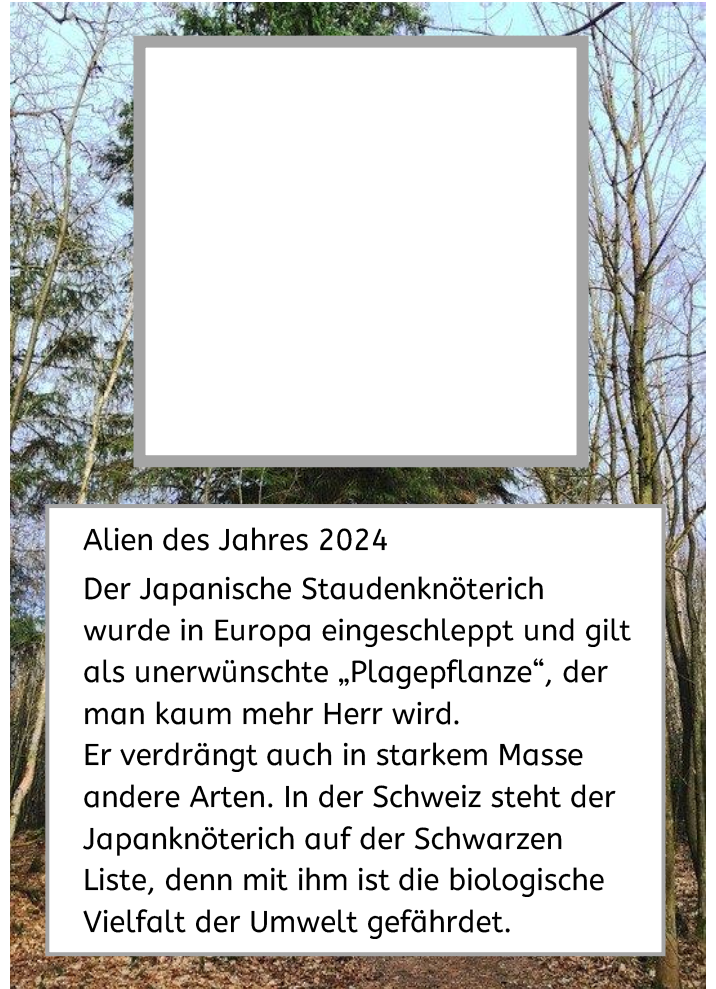 Alien des Jahres 2024
Der Japanische Staudenknöterich
wurde in Europa eingeschleppt und gilt
als unerwünschte „Plagepflanze“, der
man kaum mehr Herr wird.
Er verdrängt auch in starkem Masse
andere Arten. In der Schweiz steht der
Japanknöterich auf der Schwarzen
Liste, denn mit ihm ist die biologische
Vielfalt der Umwelt gefährdet.